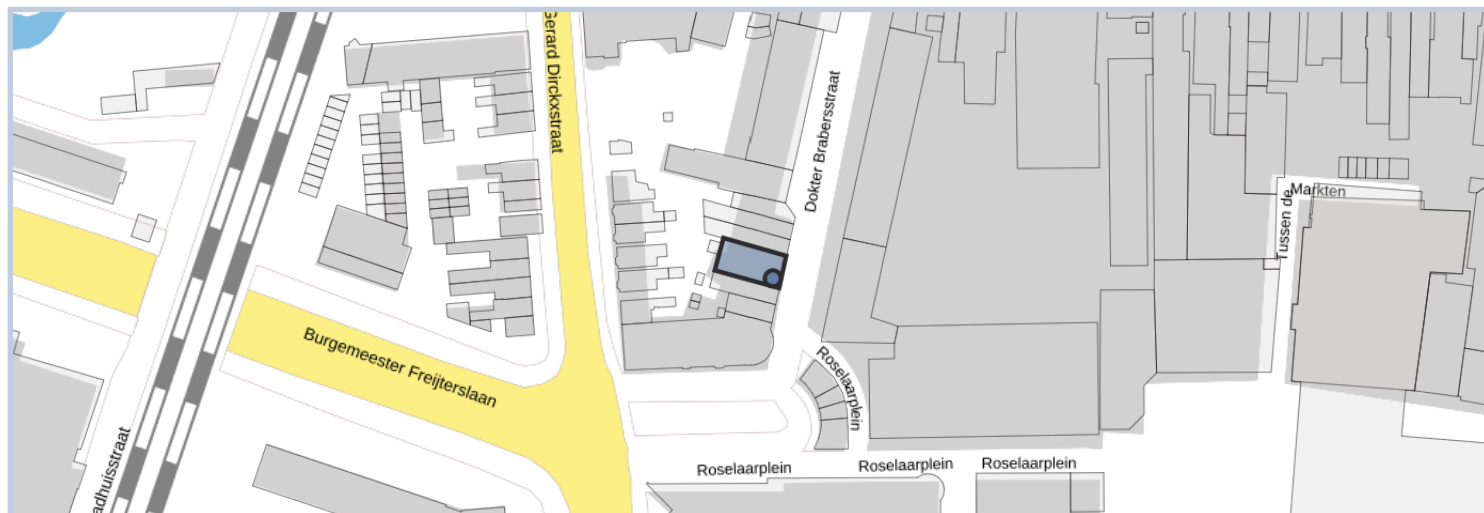 Gerard Dirckxstraat
Dokter Brabersstraat
Tussen de
Markten
Burgemeester Freijterslaan
Roselaarplein
adhuisstraat
Roselaarplein
Roselaarplein
Roselaarplein